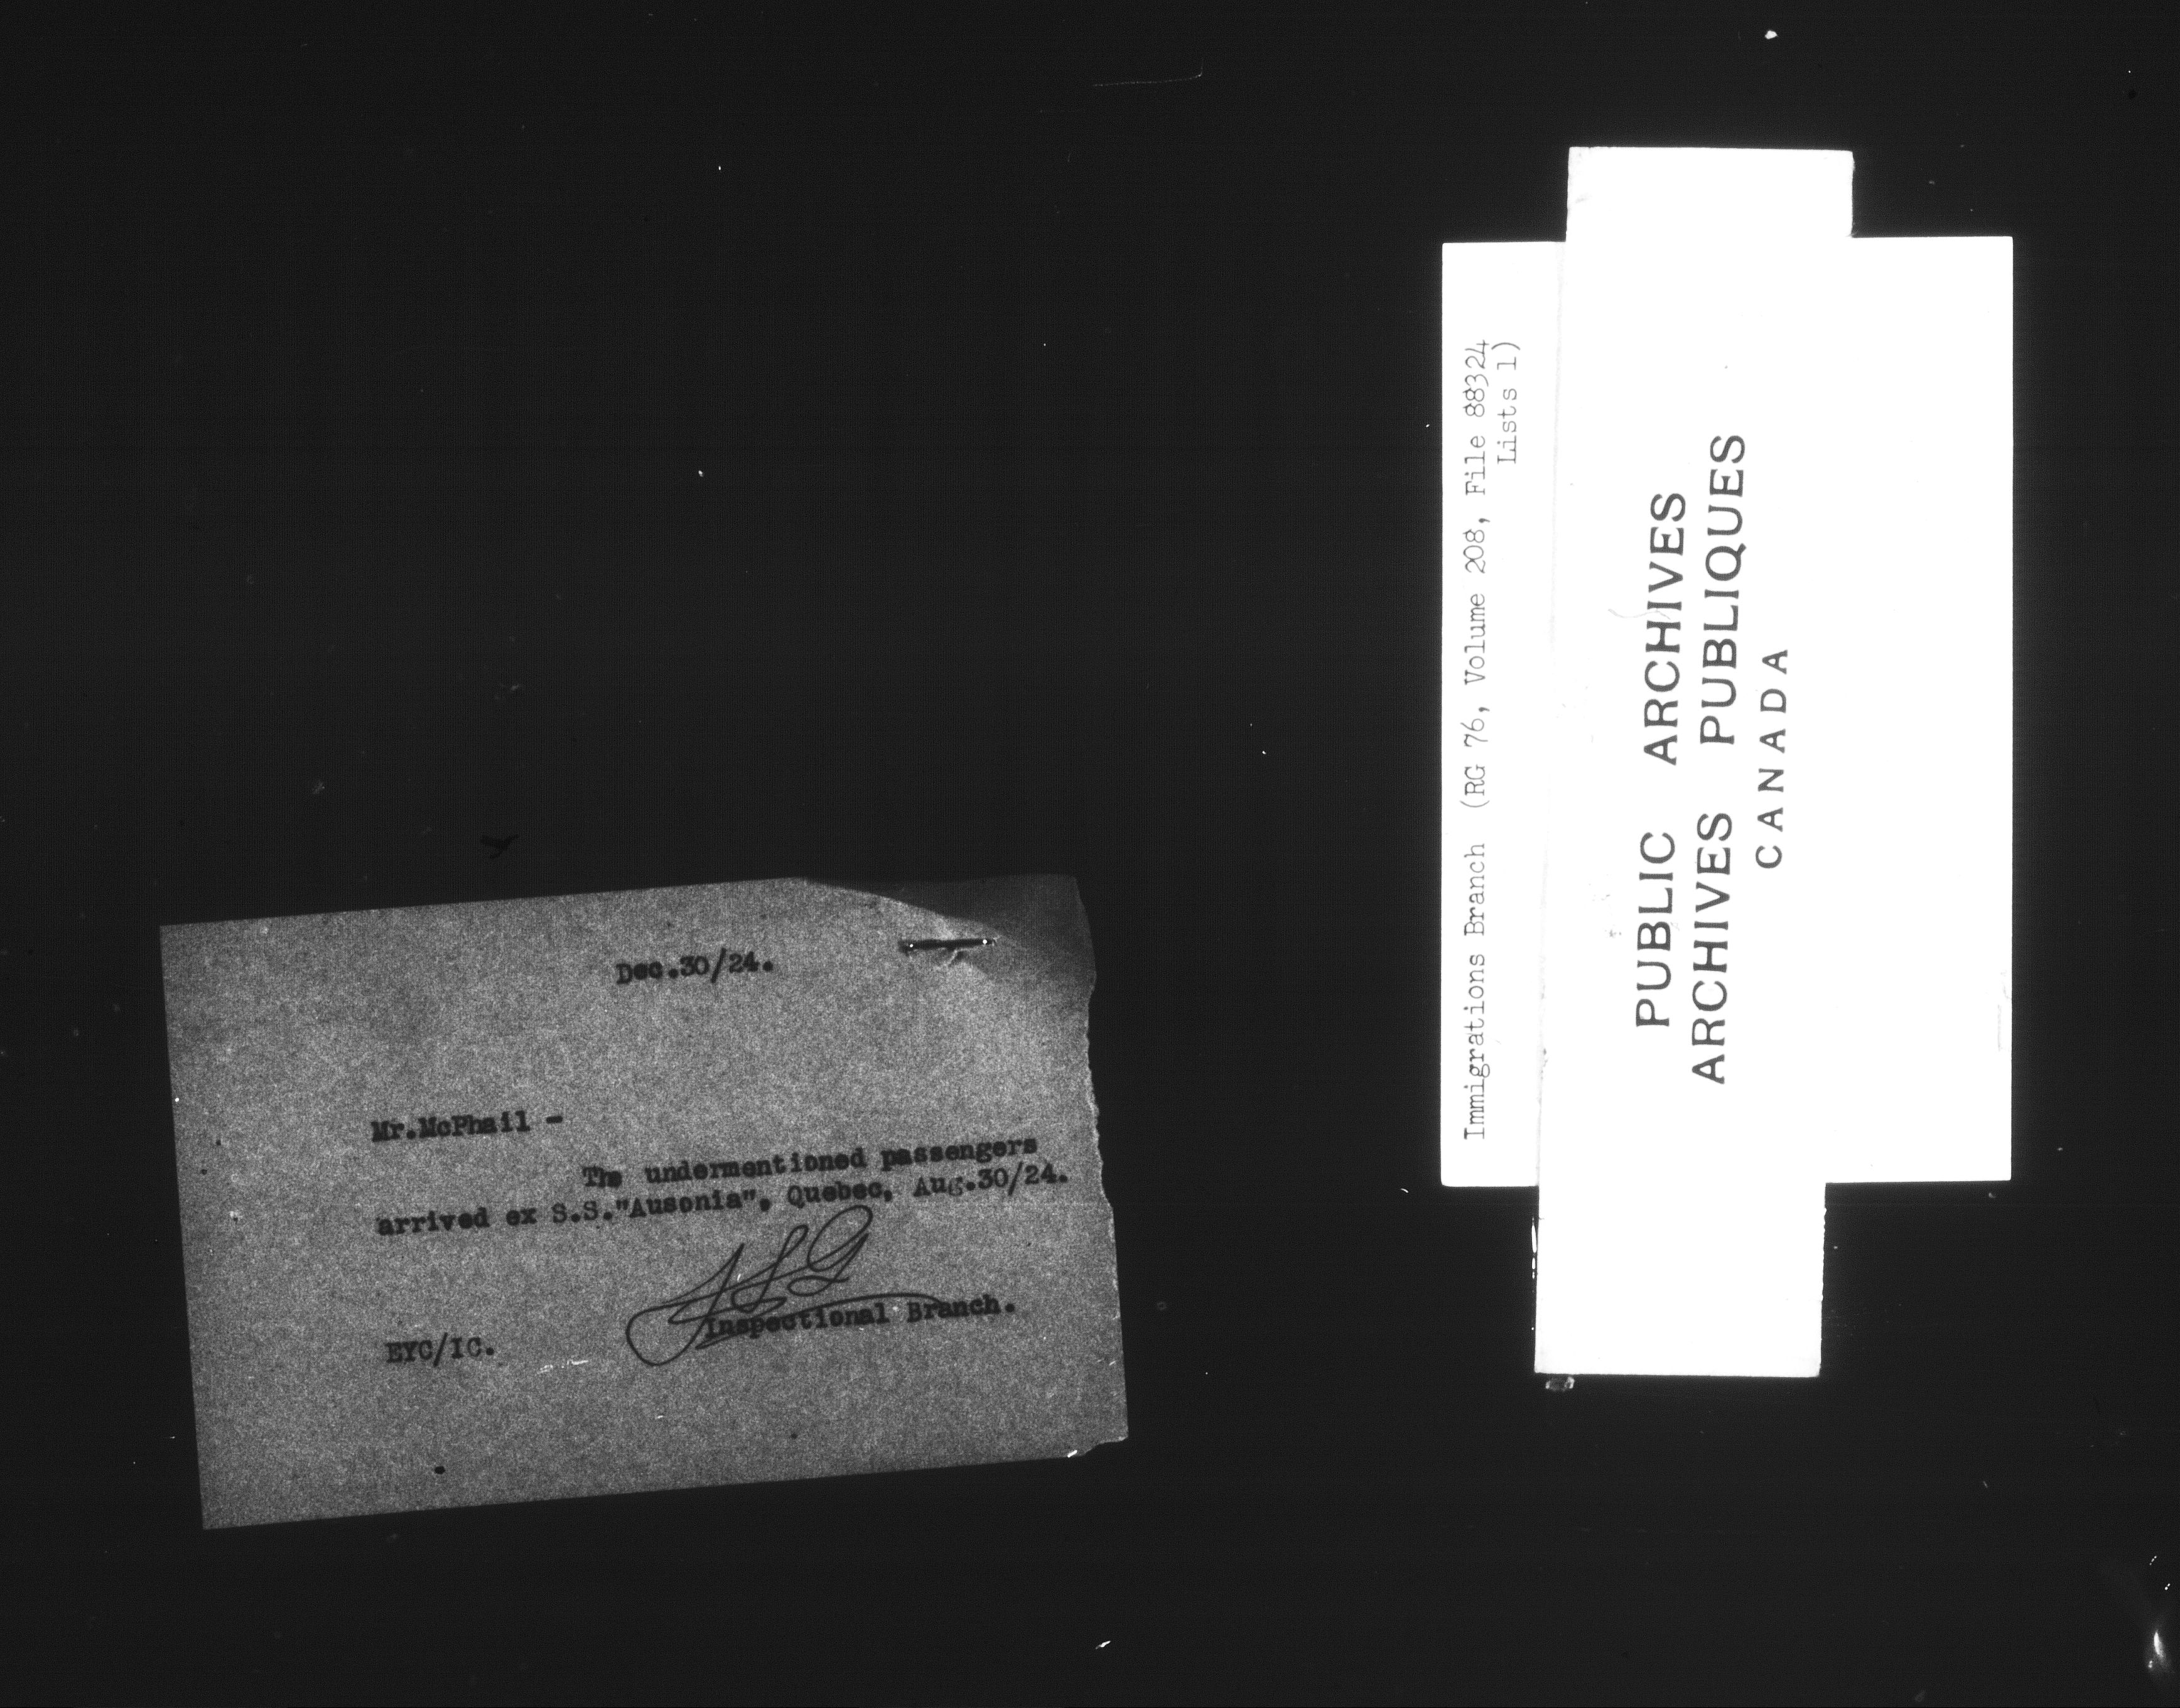 Dec.30/24.
Mr.McPhail -
The undermentioned passengers
arrived ex S.S."Ausonia", Quebec, Aug.30/24.
Inspectional Branch.
EYC/IC.
Immigrations Branch (RG 76, Volume 208, File 88324
Lists 1)
PUBLIC ARCHIVES
ARCHIVES PUBLIQUES
CANADA